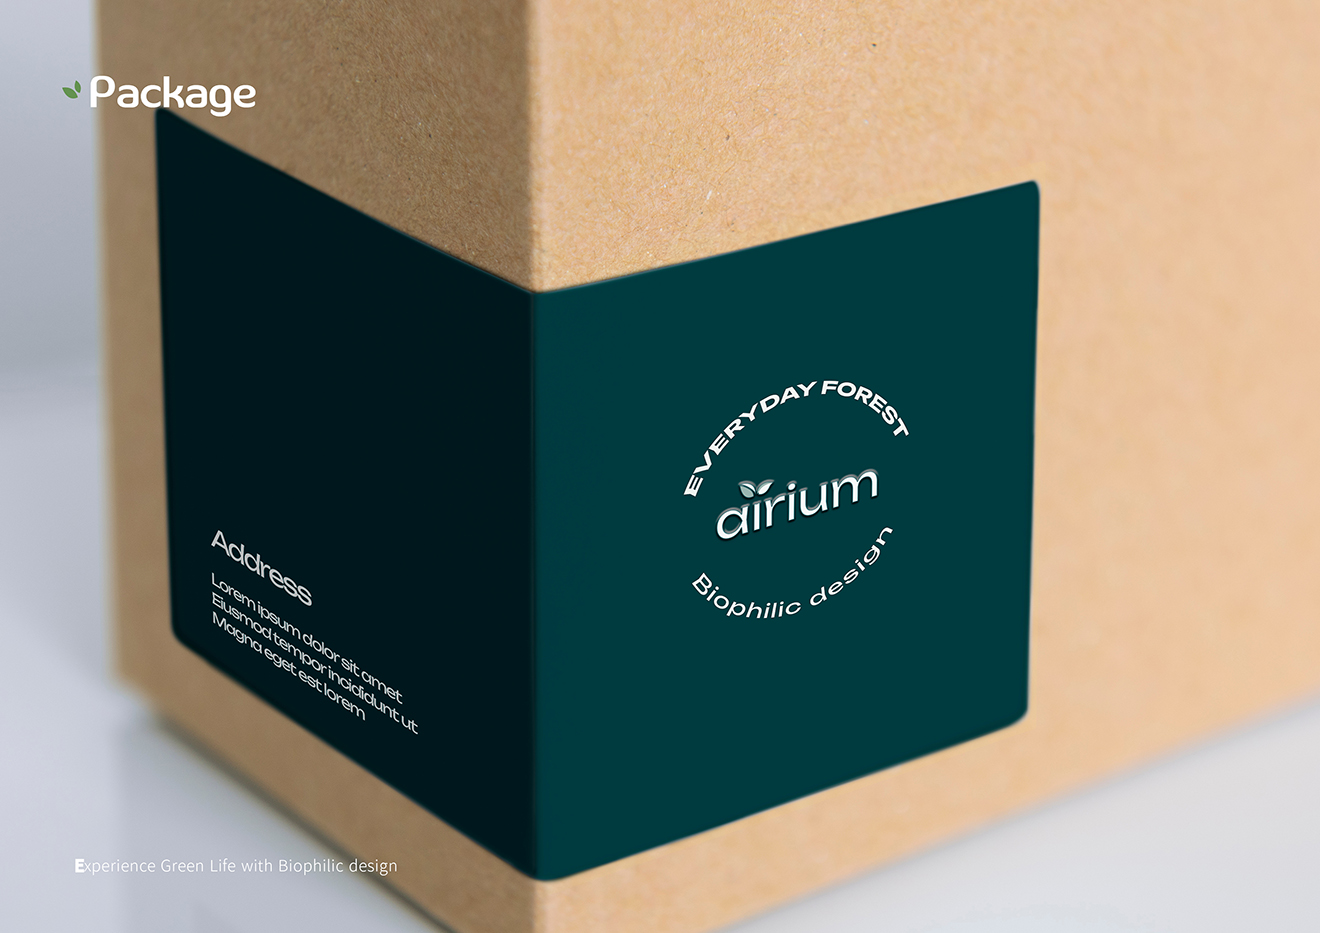 Package
EVERYDAY FOREST
airium
Biophilic design
Address
Lorem ipsum dolor sit amet
Eiusmod tempor incididunt ut
Magna eget est lorem
Experience Green Life with Biophilic design